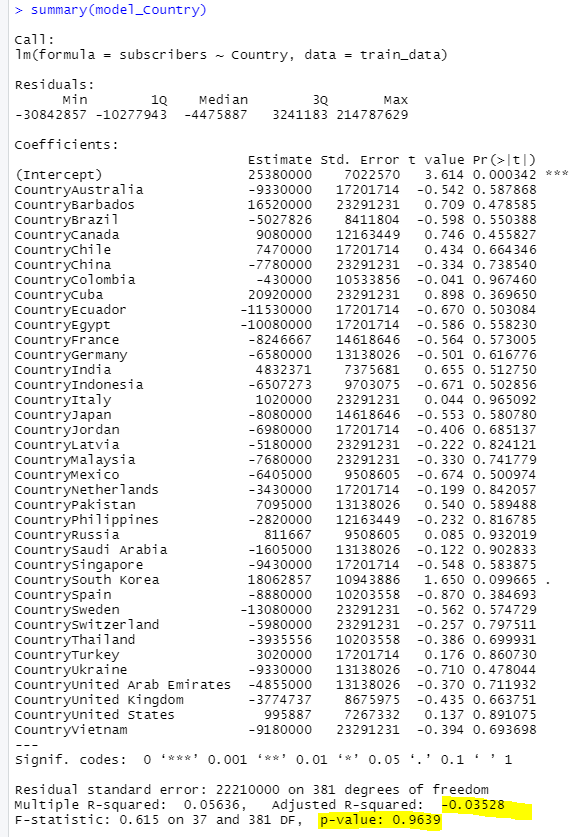 > summary(model_Country)
Call:
lm(formula = subscribers ~ Country, data = train_data)
Residuals:
Min 1Q Median 3Q Max
-30842857 -10277943 -4475887 3241183 214787629
Coefficients:
Estimate Std. Error t value Pr(>|t|)
(Intercept) 25380000 7022570 3.614 0.000342 ***
CountryAustralia -9330000 17201714 -0.542 0.587868
CountryBarbados 16520000 23291231 0.709 0.478585
CountryBrazil -5027826 8411804 -0.598 0.550388
CountryCanada 9080000 12163449 0.746 0.455827
CountryChile 7470000 17201714 0.434 0.664346
CountryChina -7780000 23291231 -0.334 0.738540
CountryColombia -430000 10533856 -0.041 0.967460
CountryCuba 20920000 23291231 0.898 0.369650
CountryEcuador -11530000 17201714 -0.670 0.503084
CountryEgypt -10080000 17201714 -0.586 0.558230
CountryFrance -8246667 14618646 -0.564 0.573005
CountryGermany -6580000 13138026 -0.501 0.616776
CountryIndia 4832371 7375681 0.655 0.512750
CountryIndonesia -6507273 9703075 -0.671 0.502856
CountryItaly 1020000 23291231 0.044 0.965092
CountryJapan -8080000 14618646 -0.553 0.580780
CountryJordan -6980000 17201714 -0.406 0.685137
CountryLatvia -5180000 23291231 -0.222 0.824121
CountryMalaysia -7680000 23291231 -0.330 0.741779
CountryMexico -6405000 9508605 -0.674 0.500974
CountryNetherlands -3430000 17201714 -0.199 0.842057
CountryPakistan 7095000 13138026 0.540 0.589488
CountryPhilippines -2820000 12163449 -0.232 0.816785
CountryRussia 811667 9508605 0.085 0.932019
CountrySaudi Arabia -1605000 13138026 -0.122 0.902833
CountrySingapore -9430000 17201714 -0.548 0.583875
CountrySouth Korea 18062857 10943886 1.650 0.099665 .
CountrySpain -8880000 10203558 -0.870 0.384693
CountrySweden -13080000 23291231 -0.562 0.574729
CountrySwitzerland -5980000 23291231 -0.257 0.797511
CountryThailand -3935556 10203558 -0.386 0.699931
CountryTurkey 3020000 17201714 0.176 0.860730
CountryUkraine -9330000 13138026 -0.710 0.478044
CountryUnited Arab Emirates -4855000 13138026 -0.370 0.711932
CountryUnited Kingdom -3774737 8675975 -0.435 0.663751
CountryUnited States 995887 7267332 0.137 0.891075
CountryVietnam -9180000 23291231 -0.394 0.693698
---
Signif. codes: 0 ‘***’ 0.001 ‘**’ 0.01 ‘*’ 0.05 ‘.’ 0.1 ‘ ’ 1
Residual standard error: 22210000 on 381 degrees of freedom
Multiple R-squared: 0.05636, Adjusted R-squared: -0.03528
F-statistic: 0.615 on 37 and 381 DF, p-value: 0.9639